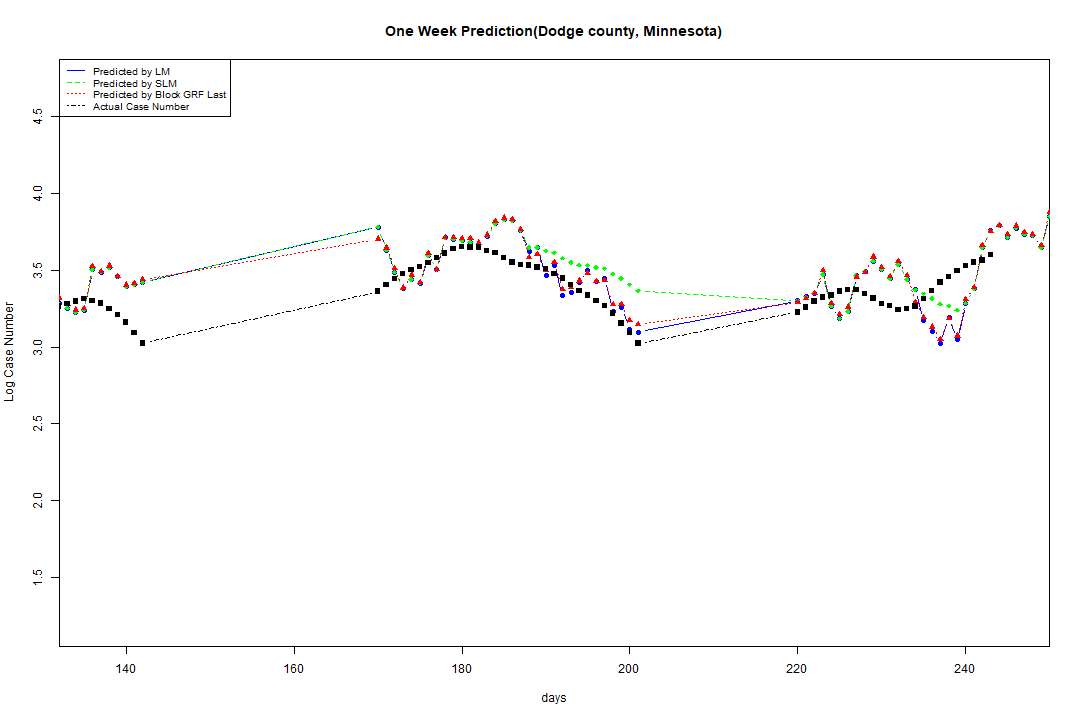 One Week Prediction(Dodge county, Minnesota)
Predicted by LM
Predicted by SLM
Predicted by Block GRF Last
Actual Case Number
4.5
4.0
3.5
3.0
2.5
2.0
1.5
Log Case Number
140 160 180 200 220 240
days